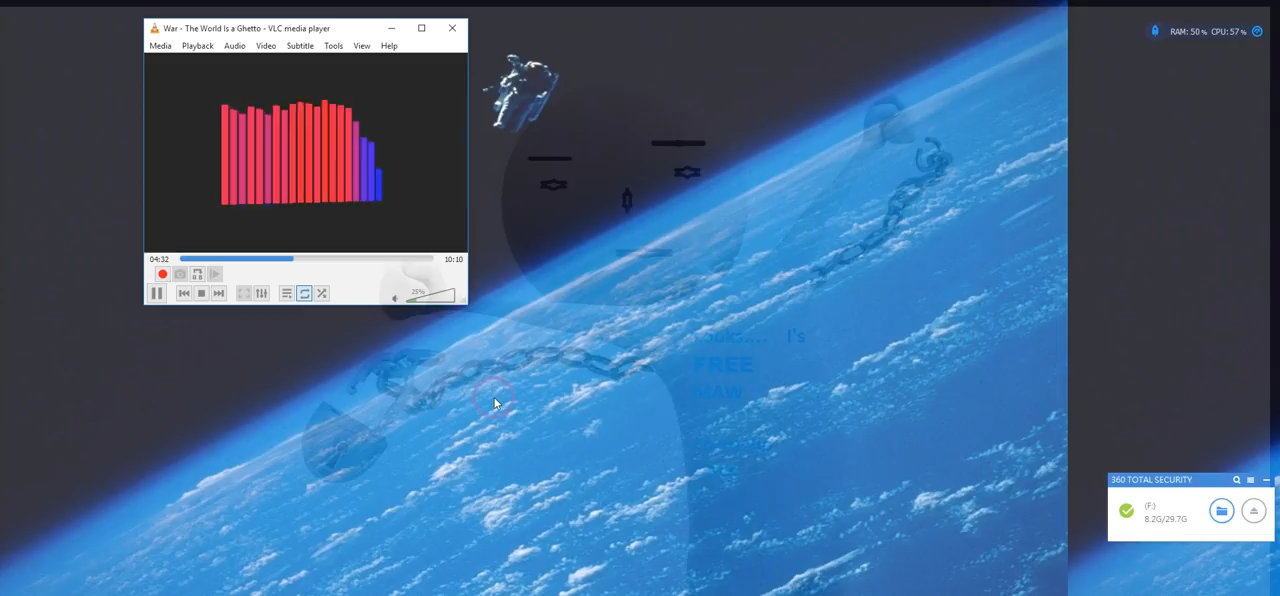 War - The World Is a Ghetto - VLC media player
Media Playback Audio Video Subtitle Tools View Help
RAM: 50% CPU: 57%
04:32 10:10
25%
I's
FREE
MAW
360 TOTAL SECURITY
(F:)
8.2G/29.7G